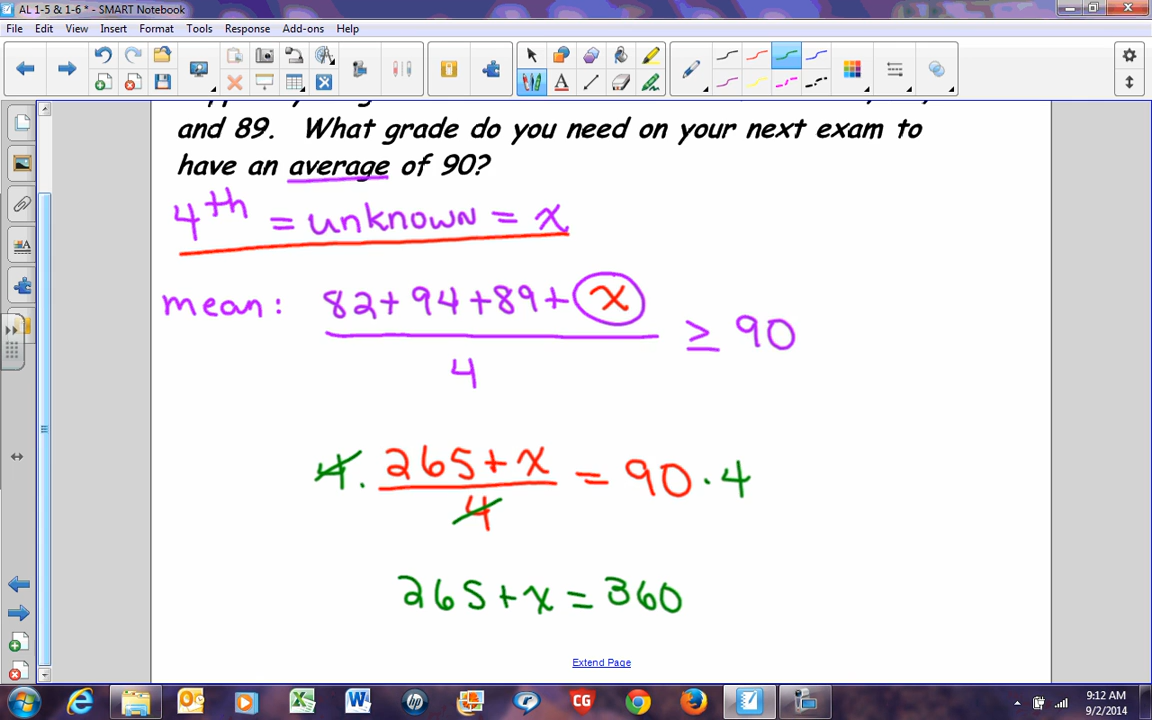 AL 1-5 & 1-6 * - SMART Notebook
File Edit View Insert Format Tools Response Add-ons Help
and 89. What grade do you need on your next exam to
have an average of 90?
4th = unknown = x
mean: 82+94+89+x
≥ 90
4
4. 265+x = 90 · 4
4
265+x=360
Extend Page
9:12 AM
9/2/2014